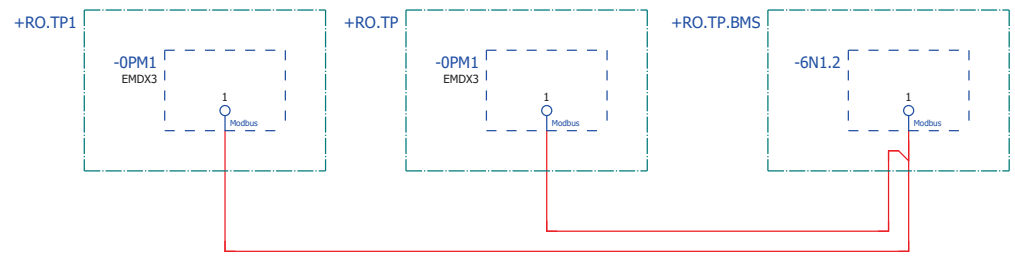 +RO.TP1
-0PM1
EMDX3
1
Modbus
+RO.TP
-0PM1
EMDX3
1
Modbus
+RO.TP.BMS
-6N1.2
1
Modbus